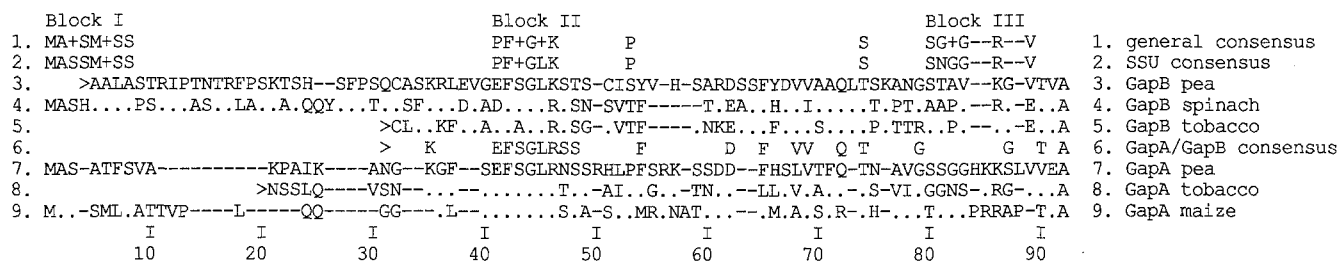 Block I Block II Block III
1. MA+SM+SS PF+G+K P S SG+G--R--V 1. general consensus
2. MASSM+SS PF+GLK SNGG--R--V 2. SSU consensus
3. >AALASTRIPTNTRFPSKTSH--SFPSQCASKRLEVGEFSGLKSTS-CISYV-H-SARDSSFYDVVAAQLTSKANGSTAV--KG-VTVA 3. GapB pea
4. MASH....PS...AS..LA..A.QQY...T..SF...D.AD....R.SN-SVTF-----T.EA..H..I.....T.PT.AAP...R..E..A 4. GapB spinach
5. >CL..KF..A..A...R.SG-.VTF-----.NKE...F...S....P.TTR..P......-E..A 5. GapB tobacco
6. > K EFSGLRSS F D F VV Q T G G T A 6. GapA/GapB consensus
7. MAS-ATFSVA-----------KPAIK----ANG--KGF--SEFSGLRNSSRHLPFSRK-SSDD--FHSLVTFQ-TN-AVGSSGGHKKSLVVEA 7. GapA pea
8. >NSSLQ----VSN...-.............T..-AI..G..-TN...LL.V.A...-S.VI.GGNS-.RG-...A 8. GapA tobacco
9. M..-SML.ATTVP-----L-----QQ----GG...L--.........S.A-S..MR.NAT...--.M.A.S.R.-H...T....PRRAP-T.A 9. GapA maize
I I I I I I I I I
10 20 30 40 50 60 70 80 90